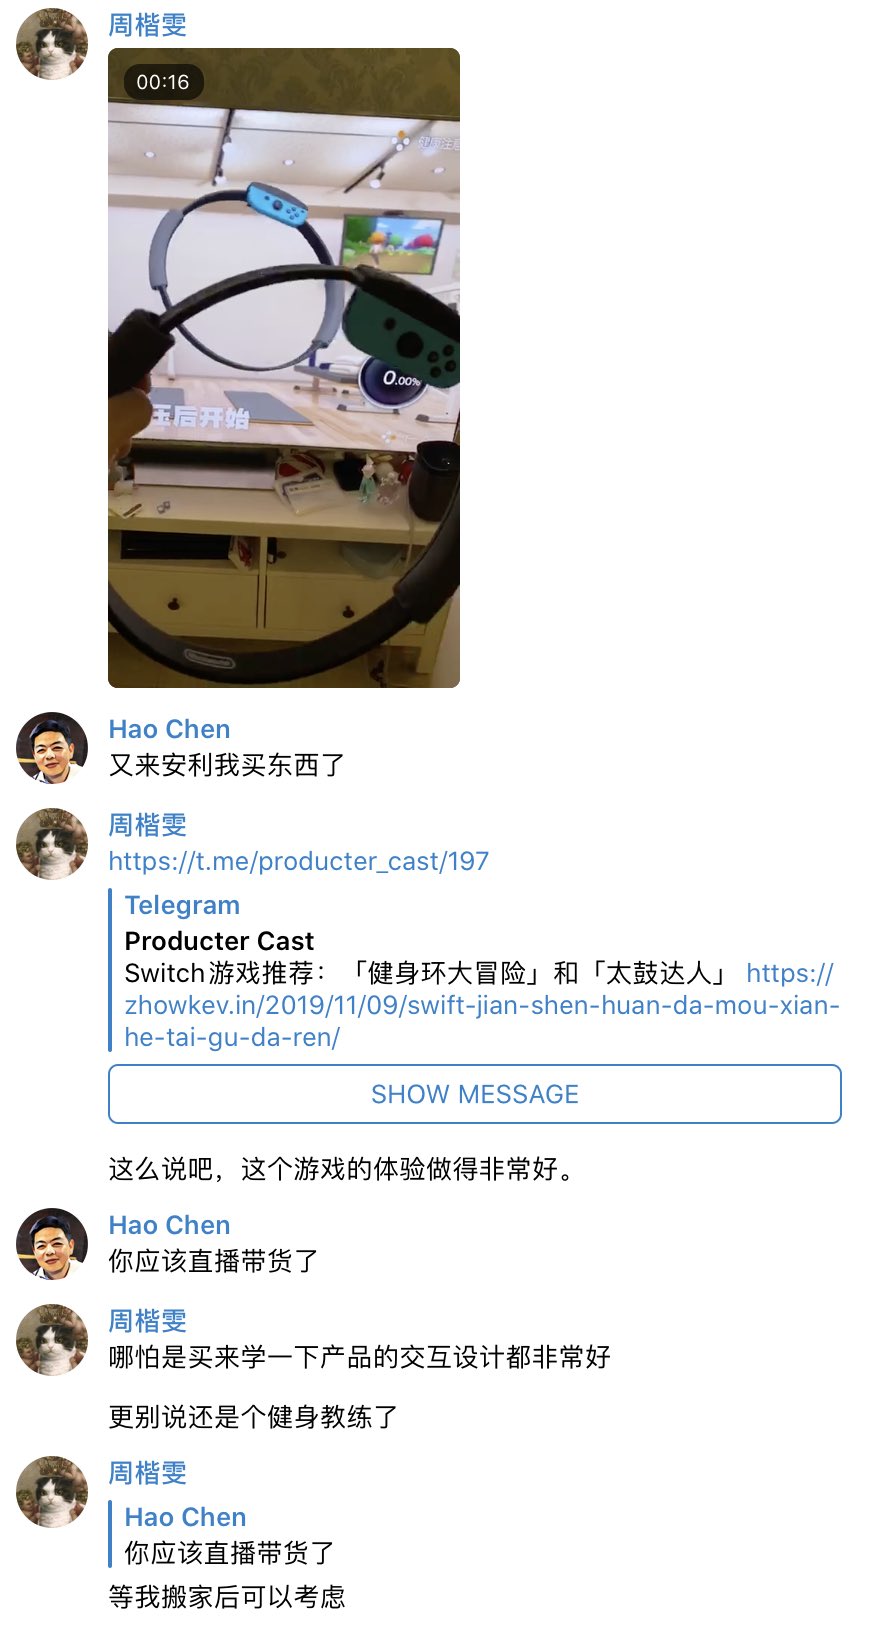 周楷雯
00:16
0.00%
压后开始
Nintendo
Hao Chen
又来安利我买东西了
周楷雯
https://t.me/producter_cast/197
Telegram
Producter Cast
Switch游戏推荐：「健身环大冒险」和「太鼓达人」 https://
zhowkev.in/2019/11/09/swift-jian-shen-huan-da-mou-xian-
he-tai-gu-da-ren/
SHOW MESSAGE
这么说吧，这个游戏的体验做得非常好。
Hao Chen
你应该直播带货了
周楷雯
哪怕是买来学一下产品的交互设计都非常好
更别说还是个健身教练了
周楷雯
Hao Chen
你应该直播带货了
等我搬家后可以考虑